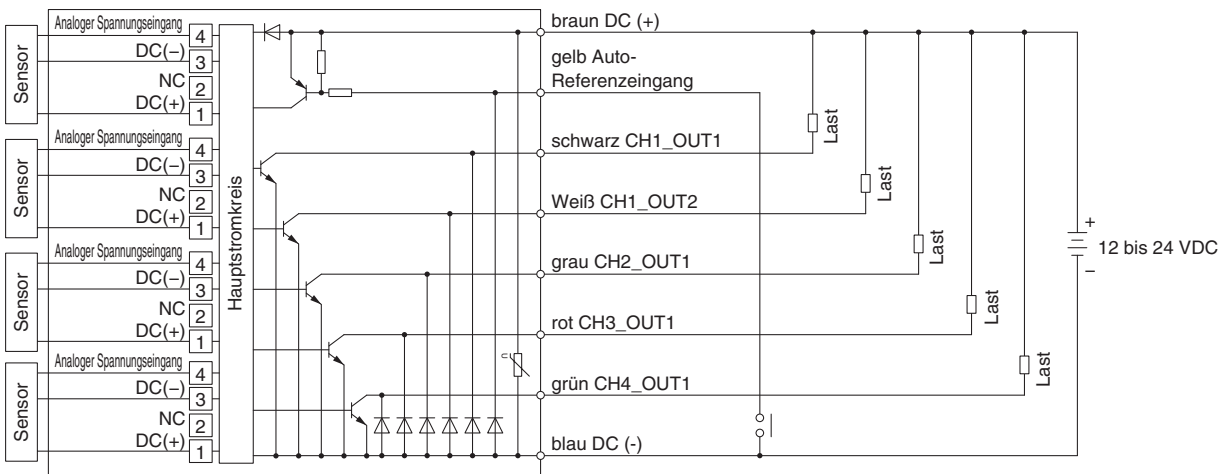 Sensor
Analoger Spannungseingang 4
DC(−) 3
NC 2
DC(+) 1
Sensor
Analoger Spannungseingang 4
DC(−) 3
NC 2
DC(+) 1
Sensor
Analoger Spannungseingang 4
DC(−) 3
NC 2
DC(+) 1
Sensor
Analoger Spannungseingang 4
DC(−) 3
NC 2
DC(+) 1
Hauptstromkreis
U
braun DC (+)
gelb Auto-
Referenzeingang
schwarz CH1_OUT1
Weiß CH1_OUT2
grau CH2_OUT1
rot CH3_OUT1
grün CH4_OUT1
blau DC (-)
Last
Last
Last
Last
Last
+
12 bis 24 VDC
−